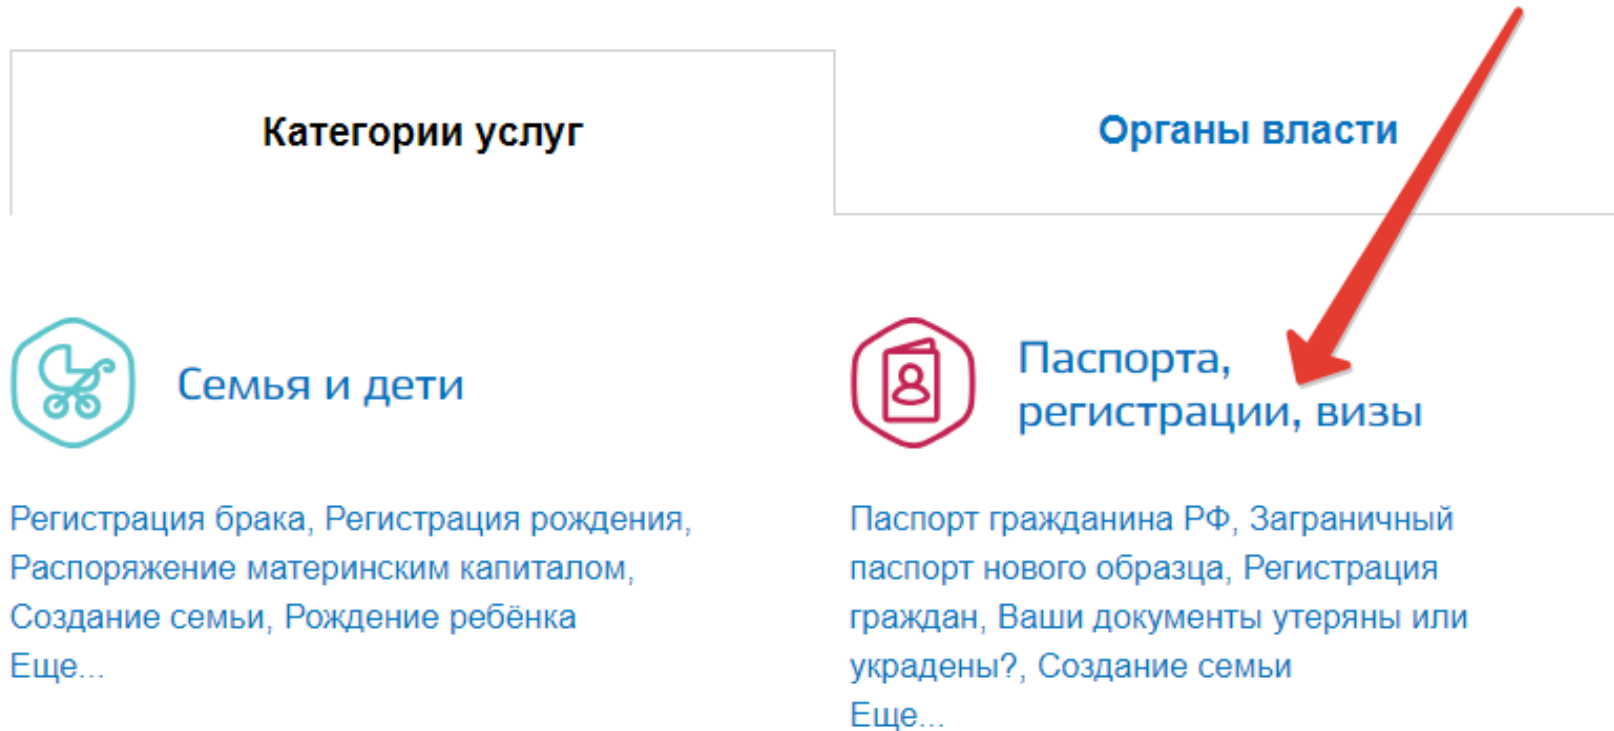 Категории услуг
Органы власти
Семья и дети
Регистрация брака, Регистрация рождения,
Распоряжение материнским капиталом,
Создание семьи, Рождение ребёнка
Еще...
Паспорта,
регистрации, визы
Паспорт гражданина РФ, Заграничный
паспорт нового образца, Регистрация
граждан, Ваши документы утеряны или
украдены?, Создание семьи
Еще...